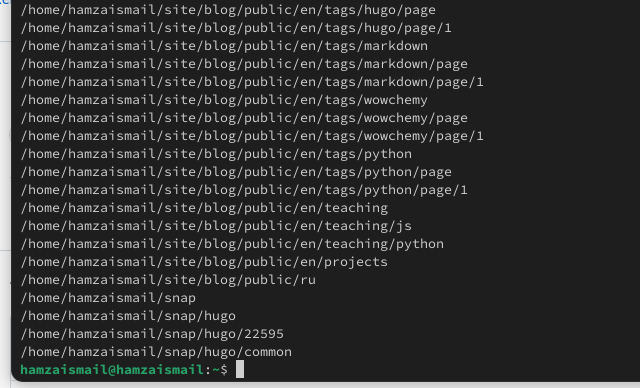 /home/hamzaismail/site/blog/public/en/tags/hugo/page
/home/hamzaismail/site/blog/public/en/tags/hugo/page/1
/home/hamzaismail/site/blog/public/en/tags/markdown
/home/hamzaismail/site/blog/public/en/tags/markdown/page
/home/hamzaismail/site/blog/public/en/tags/markdown/page/1
/home/hamzaismail/site/blog/public/en/tags/wowchemy
/home/hamzaismail/site/blog/public/en/tags/wowchemy/page
/home/hamzaismail/site/blog/public/en/tags/wowchemy/page/1
/home/hamzaismail/site/blog/public/en/tags/python
/home/hamzaismail/site/blog/public/en/tags/python/page
/home/hamzaismail/site/blog/public/en/tags/python/page/1
/home/hamzaismail/site/blog/public/en/teaching
/home/hamzaismail/site/blog/public/en/teaching/js
/home/hamzaismail/site/blog/public/en/teaching/python
/home/hamzaismail/site/blog/public/en/projects
/home/hamzaismail/site/blog/public/ru
/home/hamzaismail/snap
/home/hamzaismail/snap/hugo
/home/hamzaismail/snap/hugo/22595
/home/hamzaismail/snap/hugo/common
hamzaismail@hamzaismail:~$